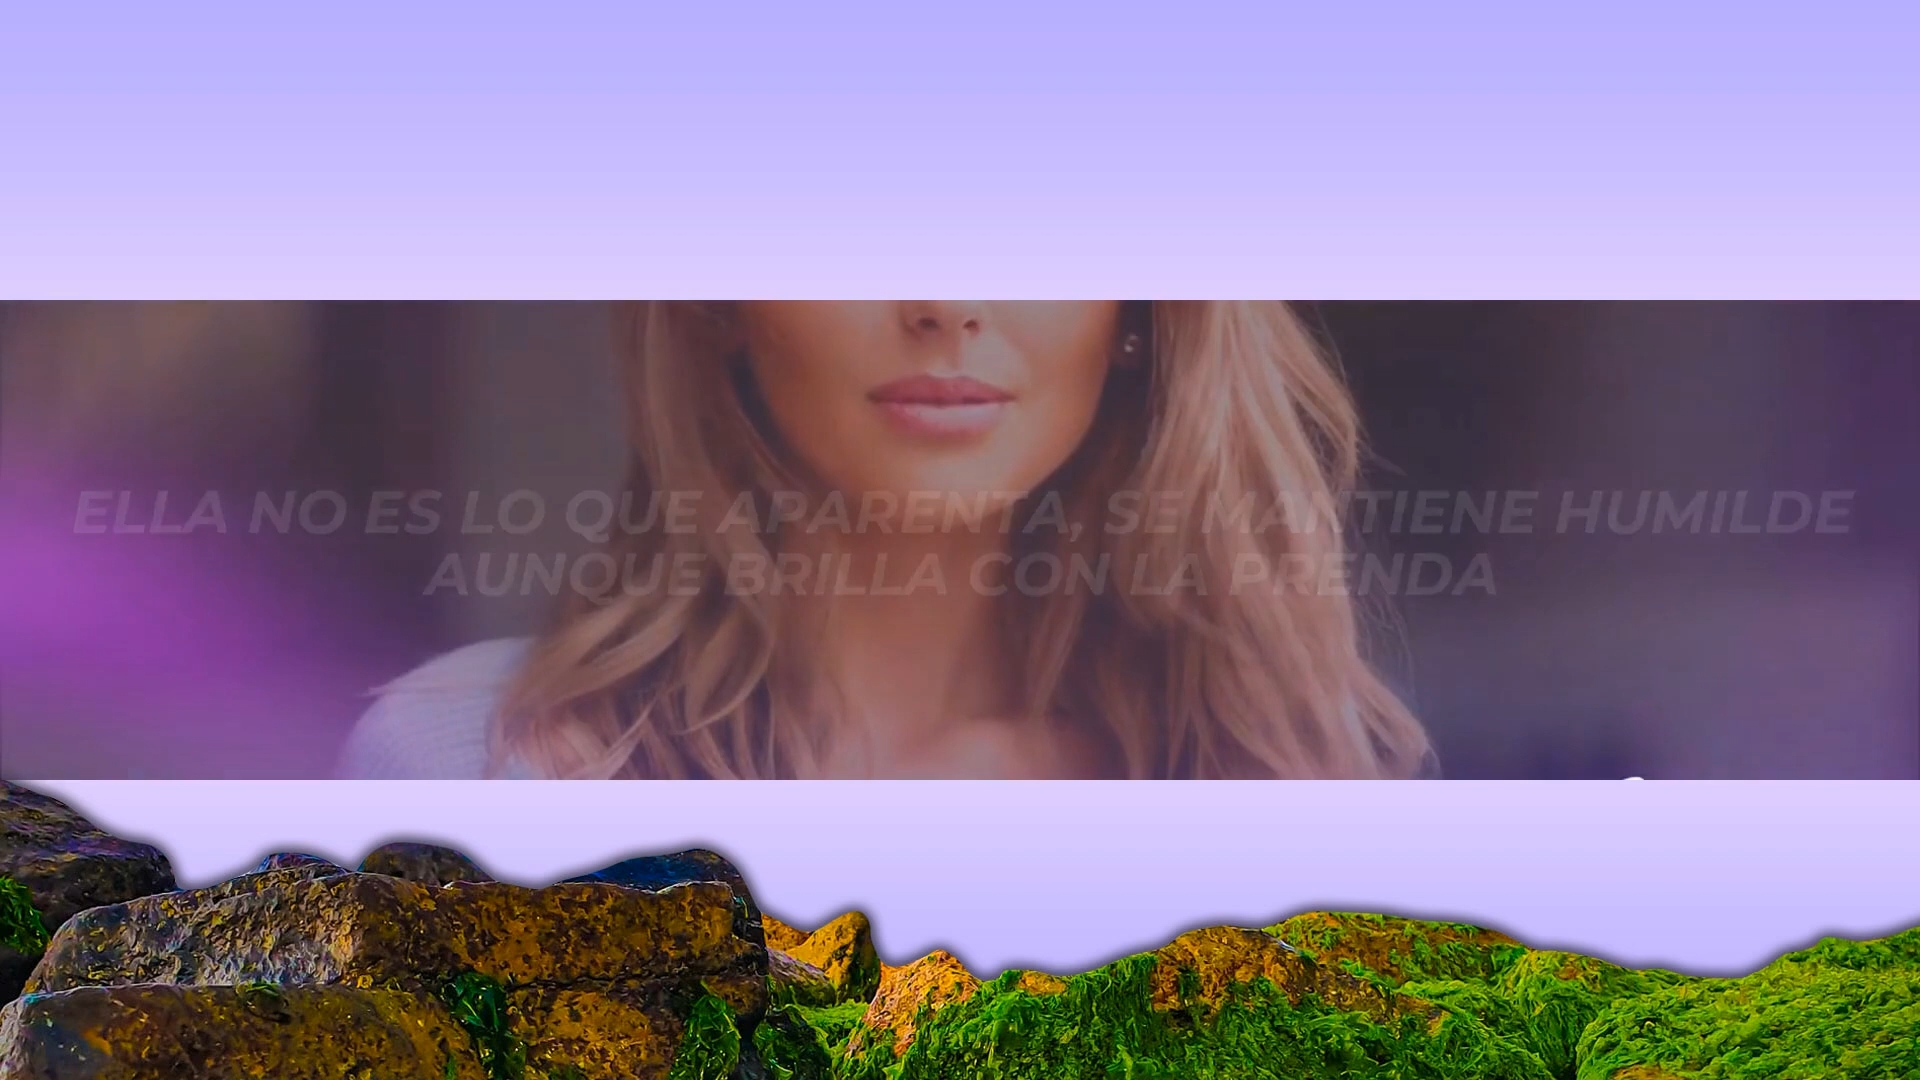 ELLA NO ES LO QUE APARENTA, SE MANTIENE HUMILDE
AUNQUE BRILLA CON LA PRENDA